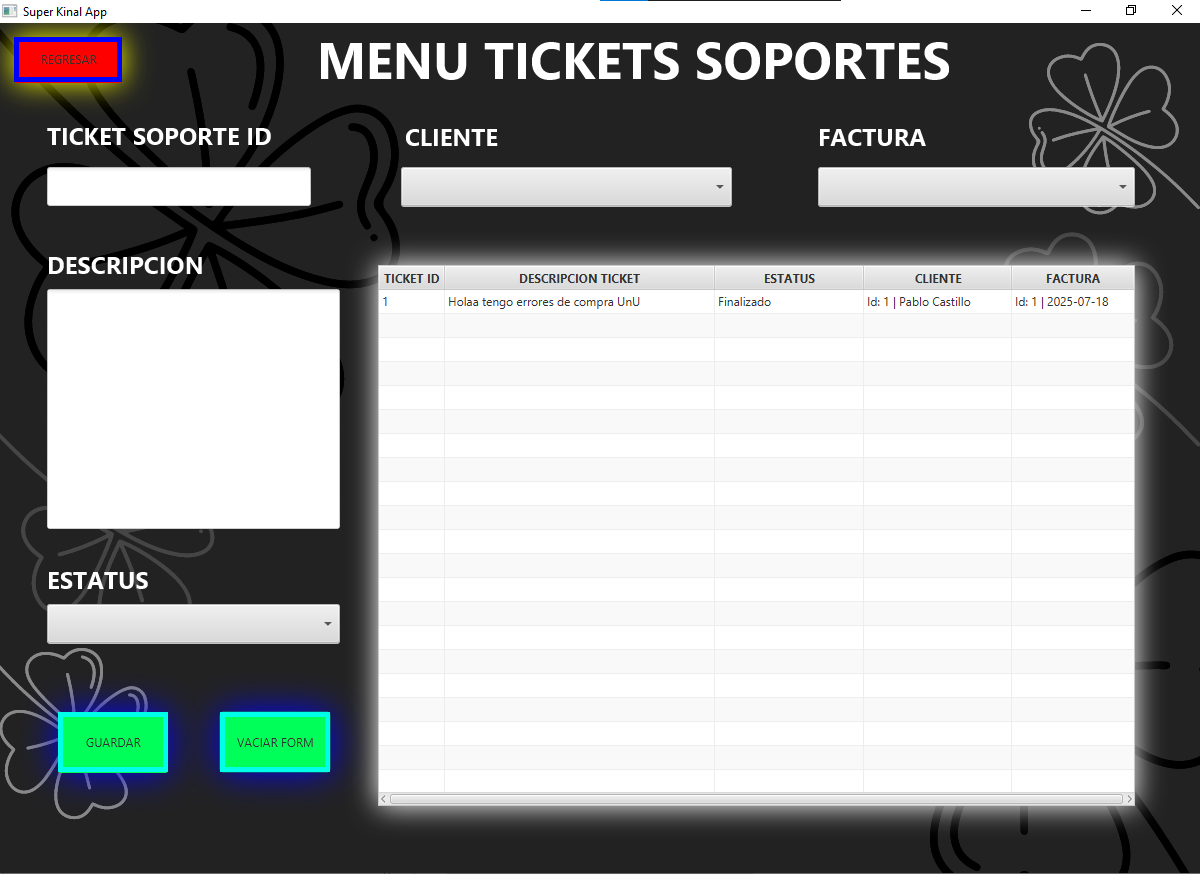 Super Kinal App
REGRESAR
MENU TICKETS SOPORTES
TICKET SOPORTE ID
CLIENTE
FACTURA
DESCRIPCION
TICKET ID DESCRIPCION TICKET ESTATUS CLIENTE FACTURA
1 Holaa tengo errores de compra UnU Finalizado Id: 1 | Pablo Castillo Id: 1 | 2025-07-18
ESTATUS
GUARDAR
VACIAR FORM